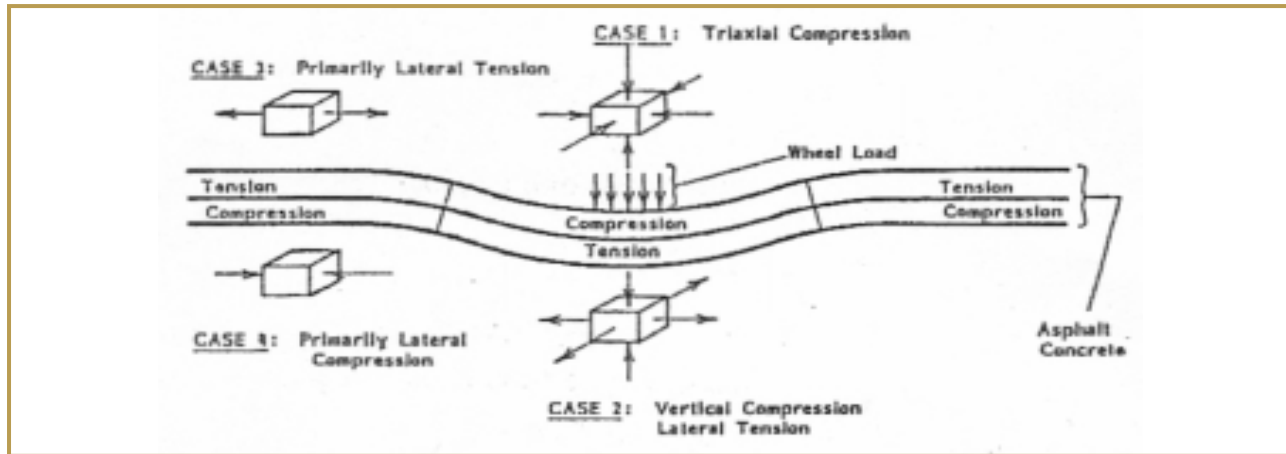 CASE 1: Triaxial Compression
CASE 3: Primarily Lateral Tension
Wheel Load
Tension
Compression
Compression
Tension
Tension
Compression
CASE 4: Primarily Lateral
Compression
Asphalt
Concrete
CASE 2: Vertical Compression
Lateral Tension